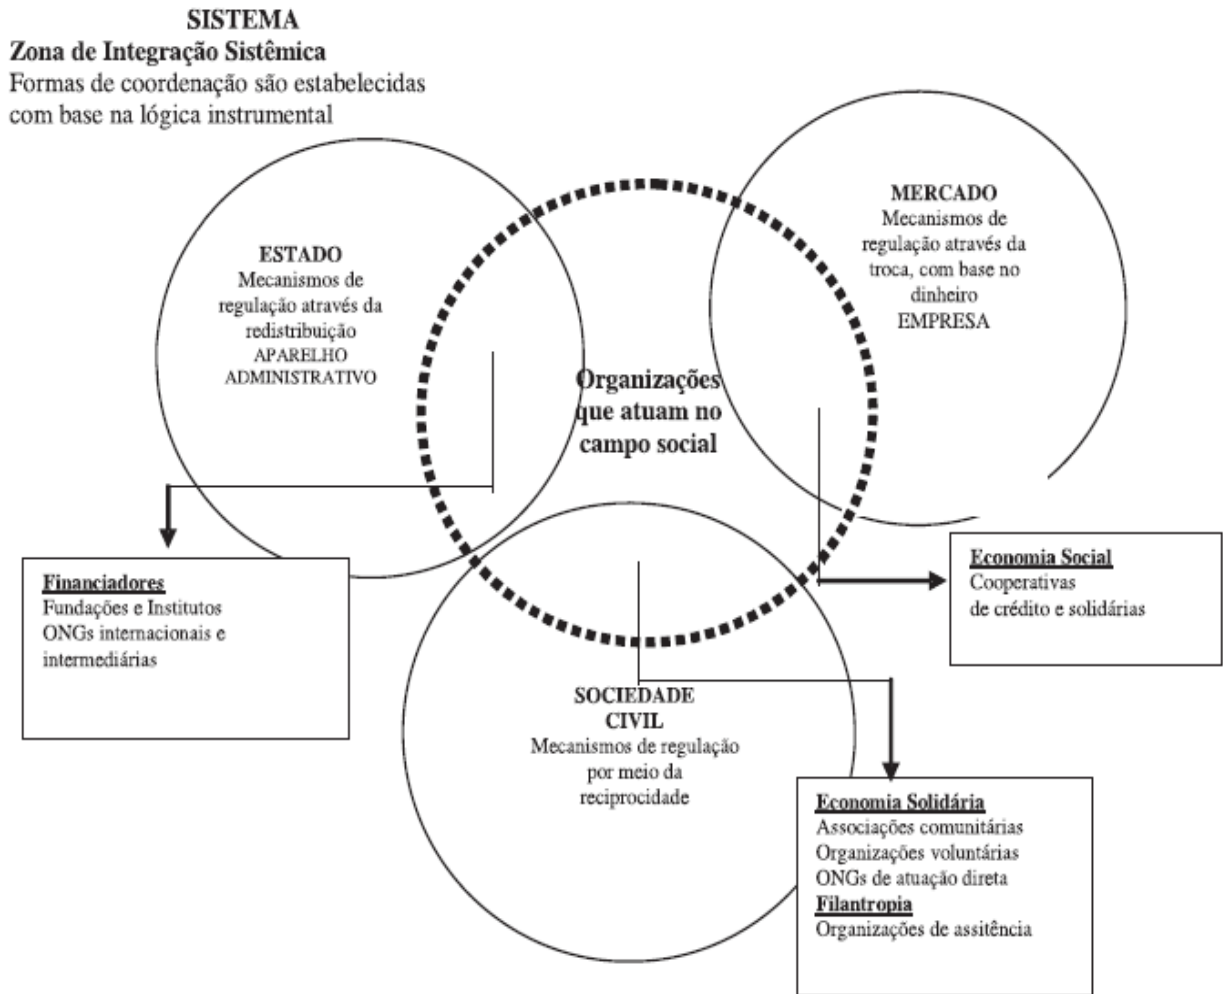 SISTEMA
Zona de Integração Sistêmica
Formas de coordenação são estabelecidas
com base na lógica instrumental
ESTADO
Mecanismos de
regulação através da
redistribuição
APARELHO
ADMINISTRATIVO
MERCADO
Mecanismos de
regulação através da
troca, com base no
dinheiro
EMPRESA
Organizações
que atuam no
campo social
Financiadores
Fundações e Institutos
ONGs internacionais e
intermediárias
Economia Social
Cooperativas
de crédito e solidárias
SOCIEDADE
CIVIL
Mecanismos de regulação
por meio da
reciprocidade
Economia Solidária
Associações comunitárias
Organizações voluntárias
ONGs de atuação direta
Filantropia
Organizações de assitência